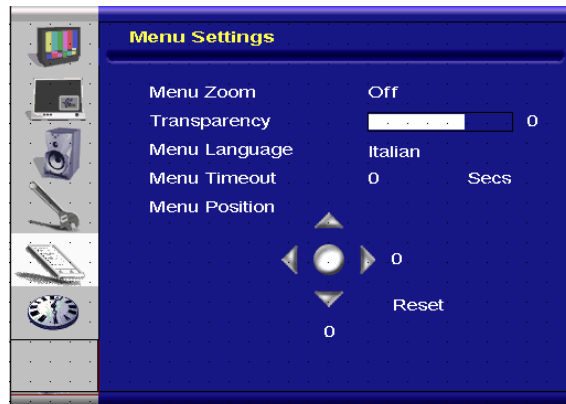 Menu Settings
Menu Zoom Off
Transparency 0
Menu Language Italian
Menu Timeout 0 Secs
Menu Position
0
Reset
0